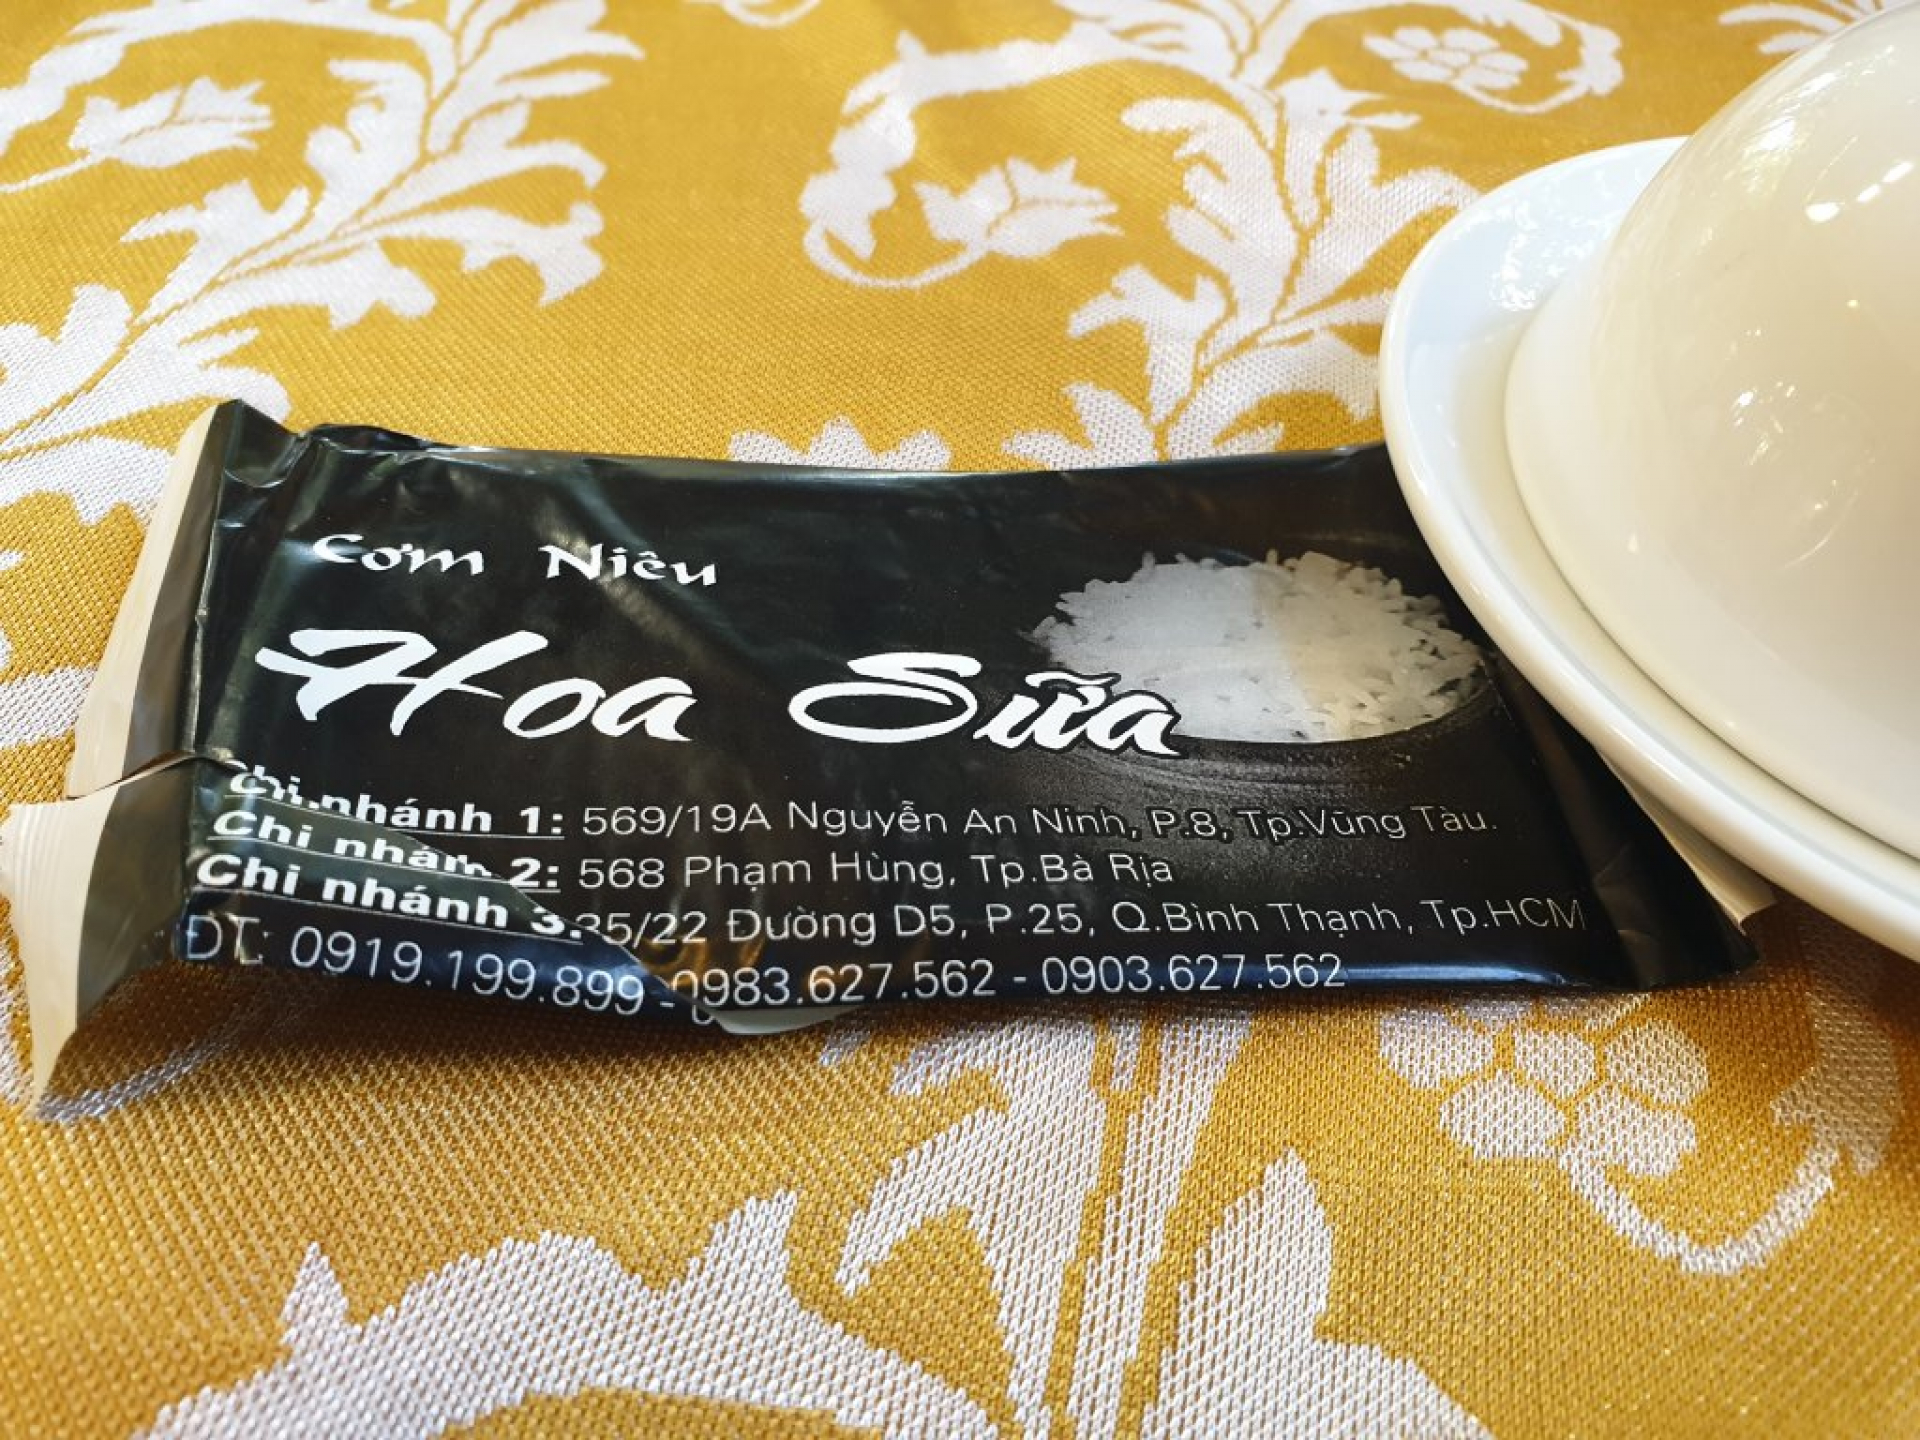 Cơm Niêu
Hoa Sữa
Chi nhánh 1: 569/19A Nguyễn An Ninh, P.8, Tp.Vũng Tàu.
Chi nhánh 2: 568 Phạm Hùng, Tp.Bà Rịa
Chi nhánh 3: 35/22 Đường D5, P.25, Q.Bình Thạnh, Tp.HCM
ĐT: 0919.199.899 - 0983.627.562 - 0903.627.562